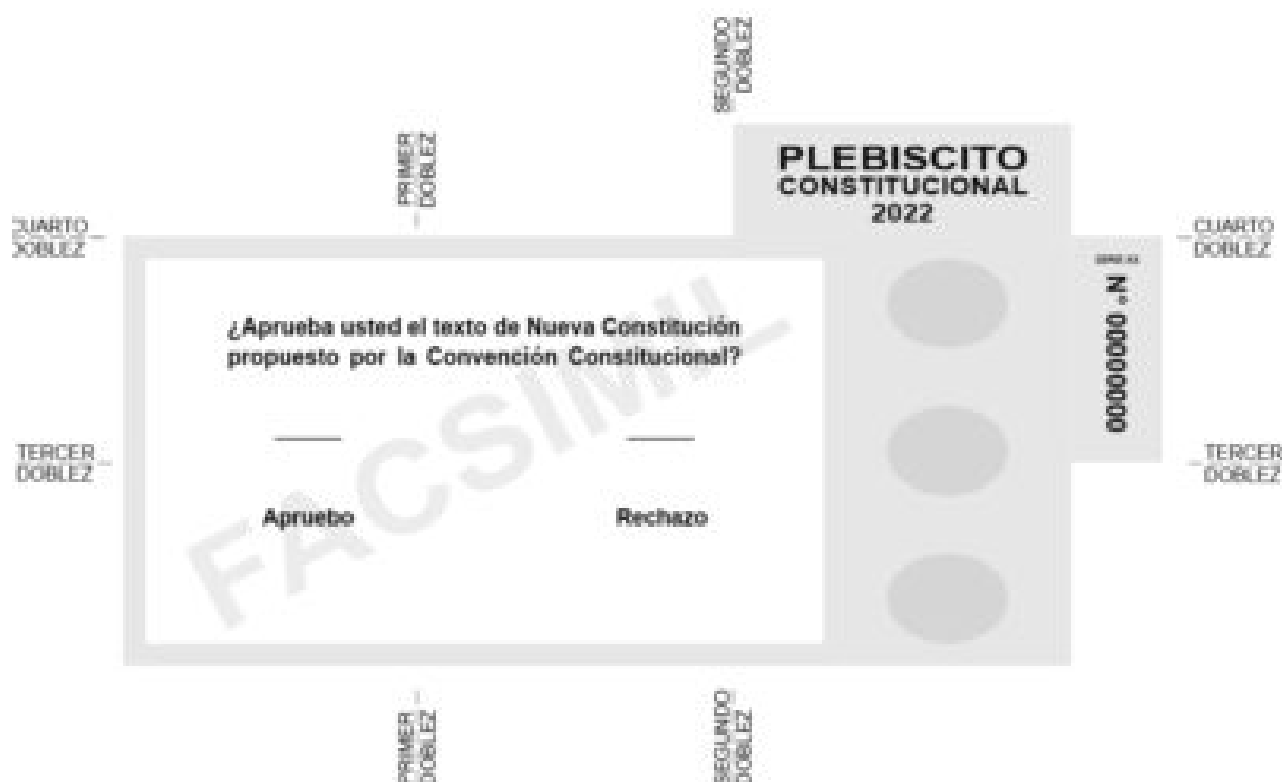 SEGUNDO
DOBLEZ
PRIMER
DOBLEZ
PLEBISCITO
CONSTITUCIONAL
2022
CUARTO
DOBLEZ
CUARTO
DOBLEZ
N° 00000000
¿Aprueba usted el texto de Nueva Constitución
propuesto por la Convención Constitucional?
FACSIMIL
TERCER
DOBLEZ
TERCER
DOBLEZ
Apruebo
Rechazo
PRIMER
DOBLEZ
SEGUNDO
DOBLEZ